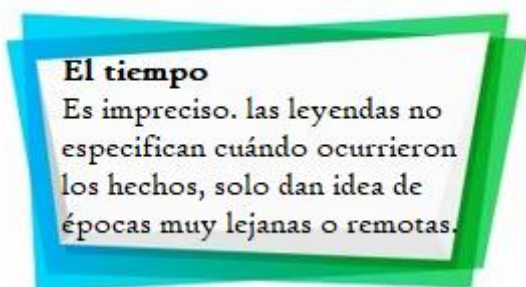 El tiempo
Es impreciso. las leyendas no
especifican cuándo ocurrieron
los hechos, solo dan idea de
épocas muy lejanas o remotas.